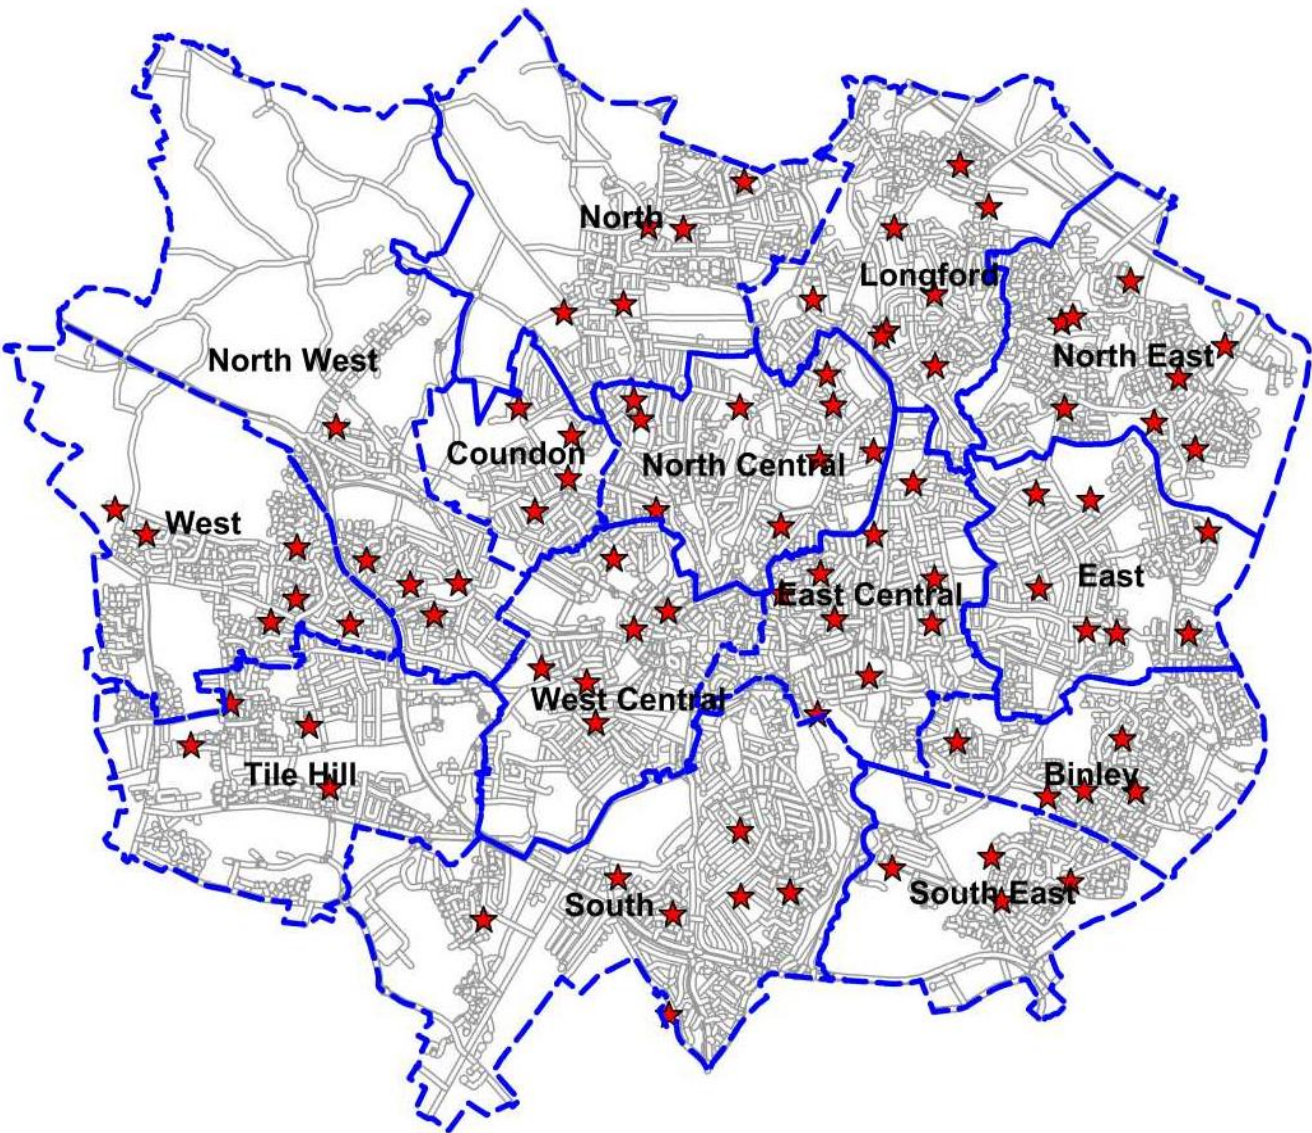 North
Longford
North West
North East
Coundon
North Central
West
East
East Central
West Central
Tile Hill
Binley
South
South East